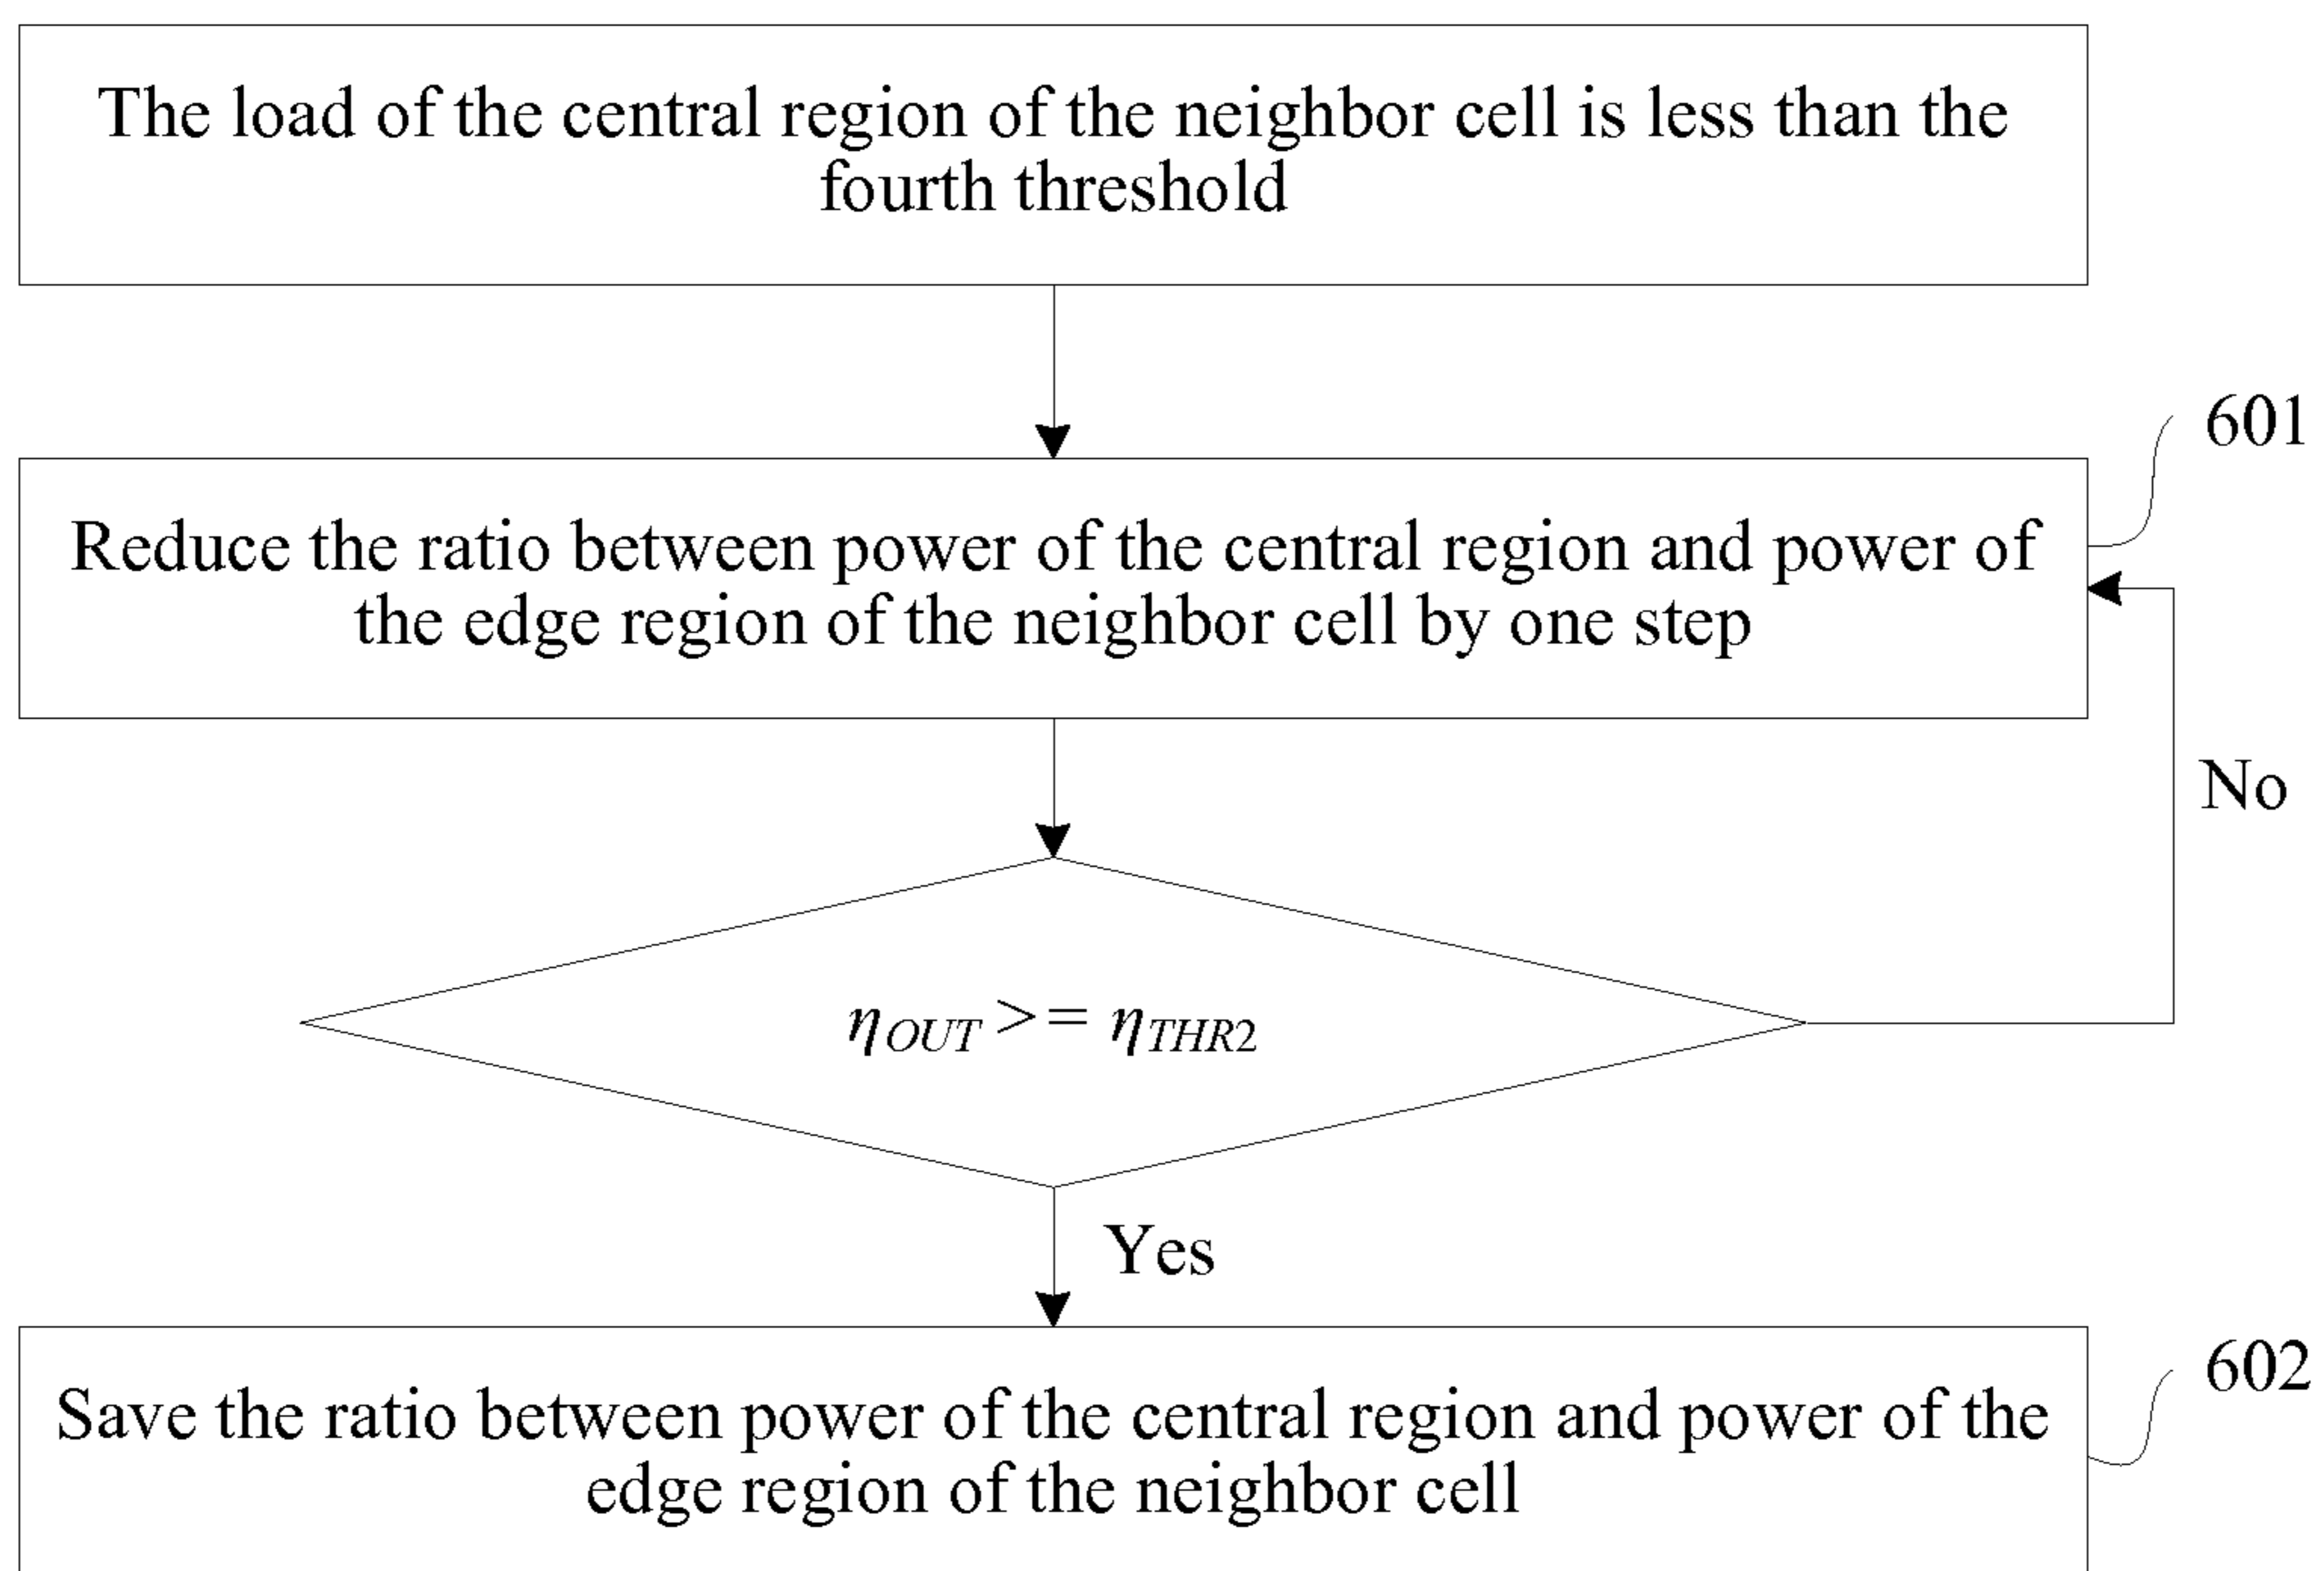 The load of the central region of the neighbor cell is less than the
fourth threshold
601
Reduce the ratio between power of the central region and power of
the edge region of the neighbor cell by one step
No
η_OUT >= η_THR2
Yes
602
Save the ratio between power of the central region and power of the
edge region of the neighbor cell